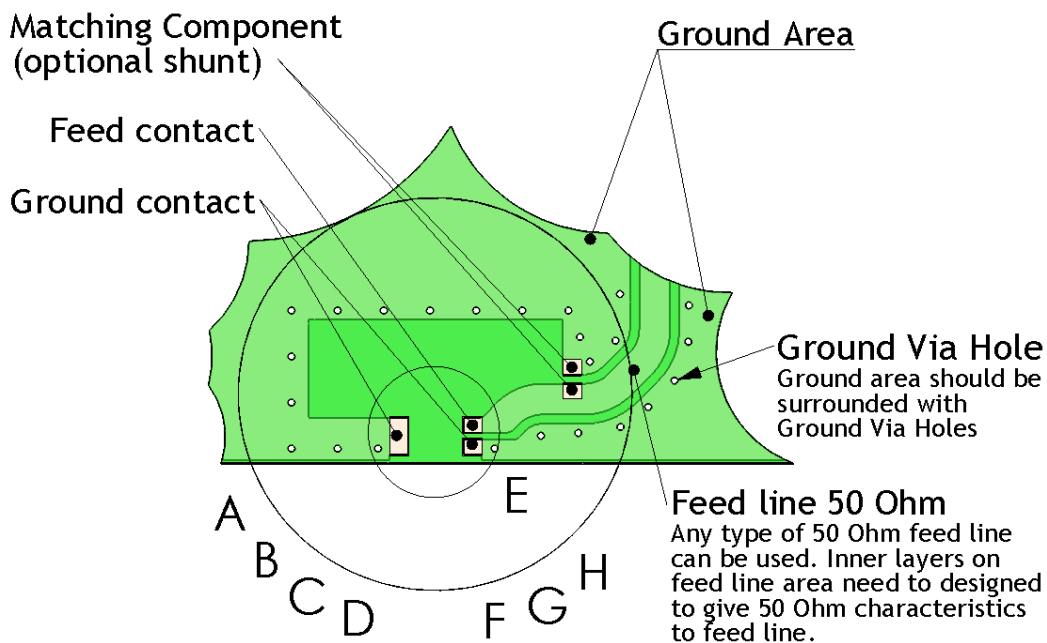 Matching Component
(optional shunt)
Ground Area
Feed contact
Ground contact
Ground Via Hole
Ground area should be
surrounded with
Ground Via Holes
Feed line 50 Ohm
Any type of 50 Ohm feed line
can be used. Inner layers on
feed line area need to designed
to give 50 Ohm characteristics
to feed line.
A
B
C
D
E
F
G
H